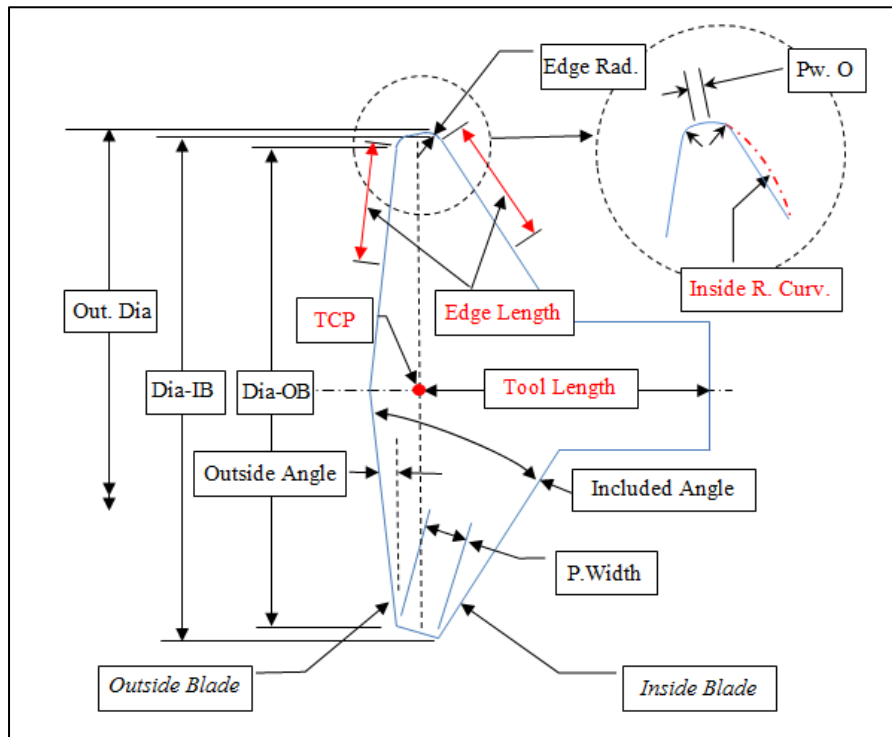 Edge Rad.
Pw. O
Inside R. Curv.
Out. Dia
TCP
Edge Length
Dia-IB
Dia-OB
Tool Length
Outside Angle
Included Angle
P.Width
Outside Blade
Inside Blade